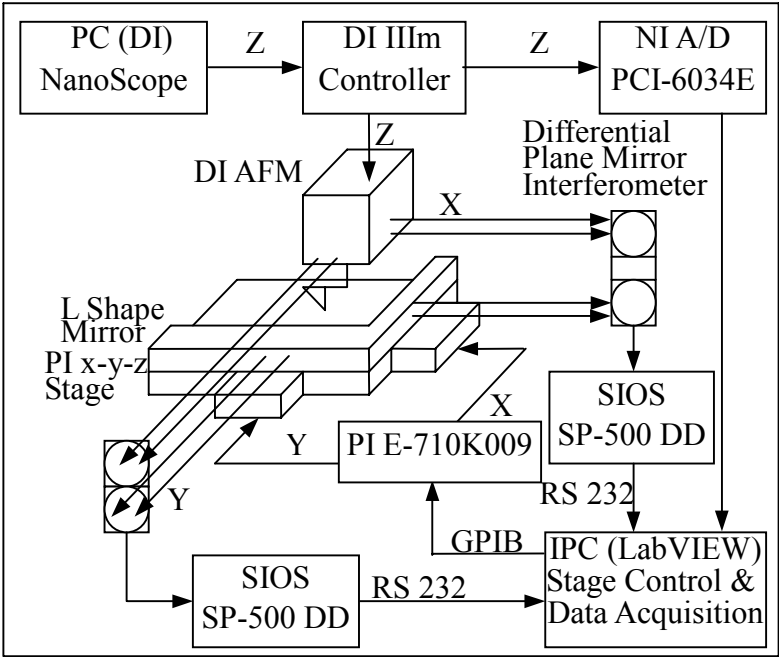 PC (DI)
NanoScope
Z
DI IIIm
Controller
Z
NI A/D
PCI-6034E
Z
DI AFM
Differential
Plane Mirror
Interferometer
X
L Shape
Mirror
PI x-y-z
Stage
X
Y
PI E-710K009
SIOS
SP-500 DD
Y
RS 232
GPIB
IPC (LabVIEW)
Stage Control &
Data Acquisition
SIOS
SP-500 DD
RS 232